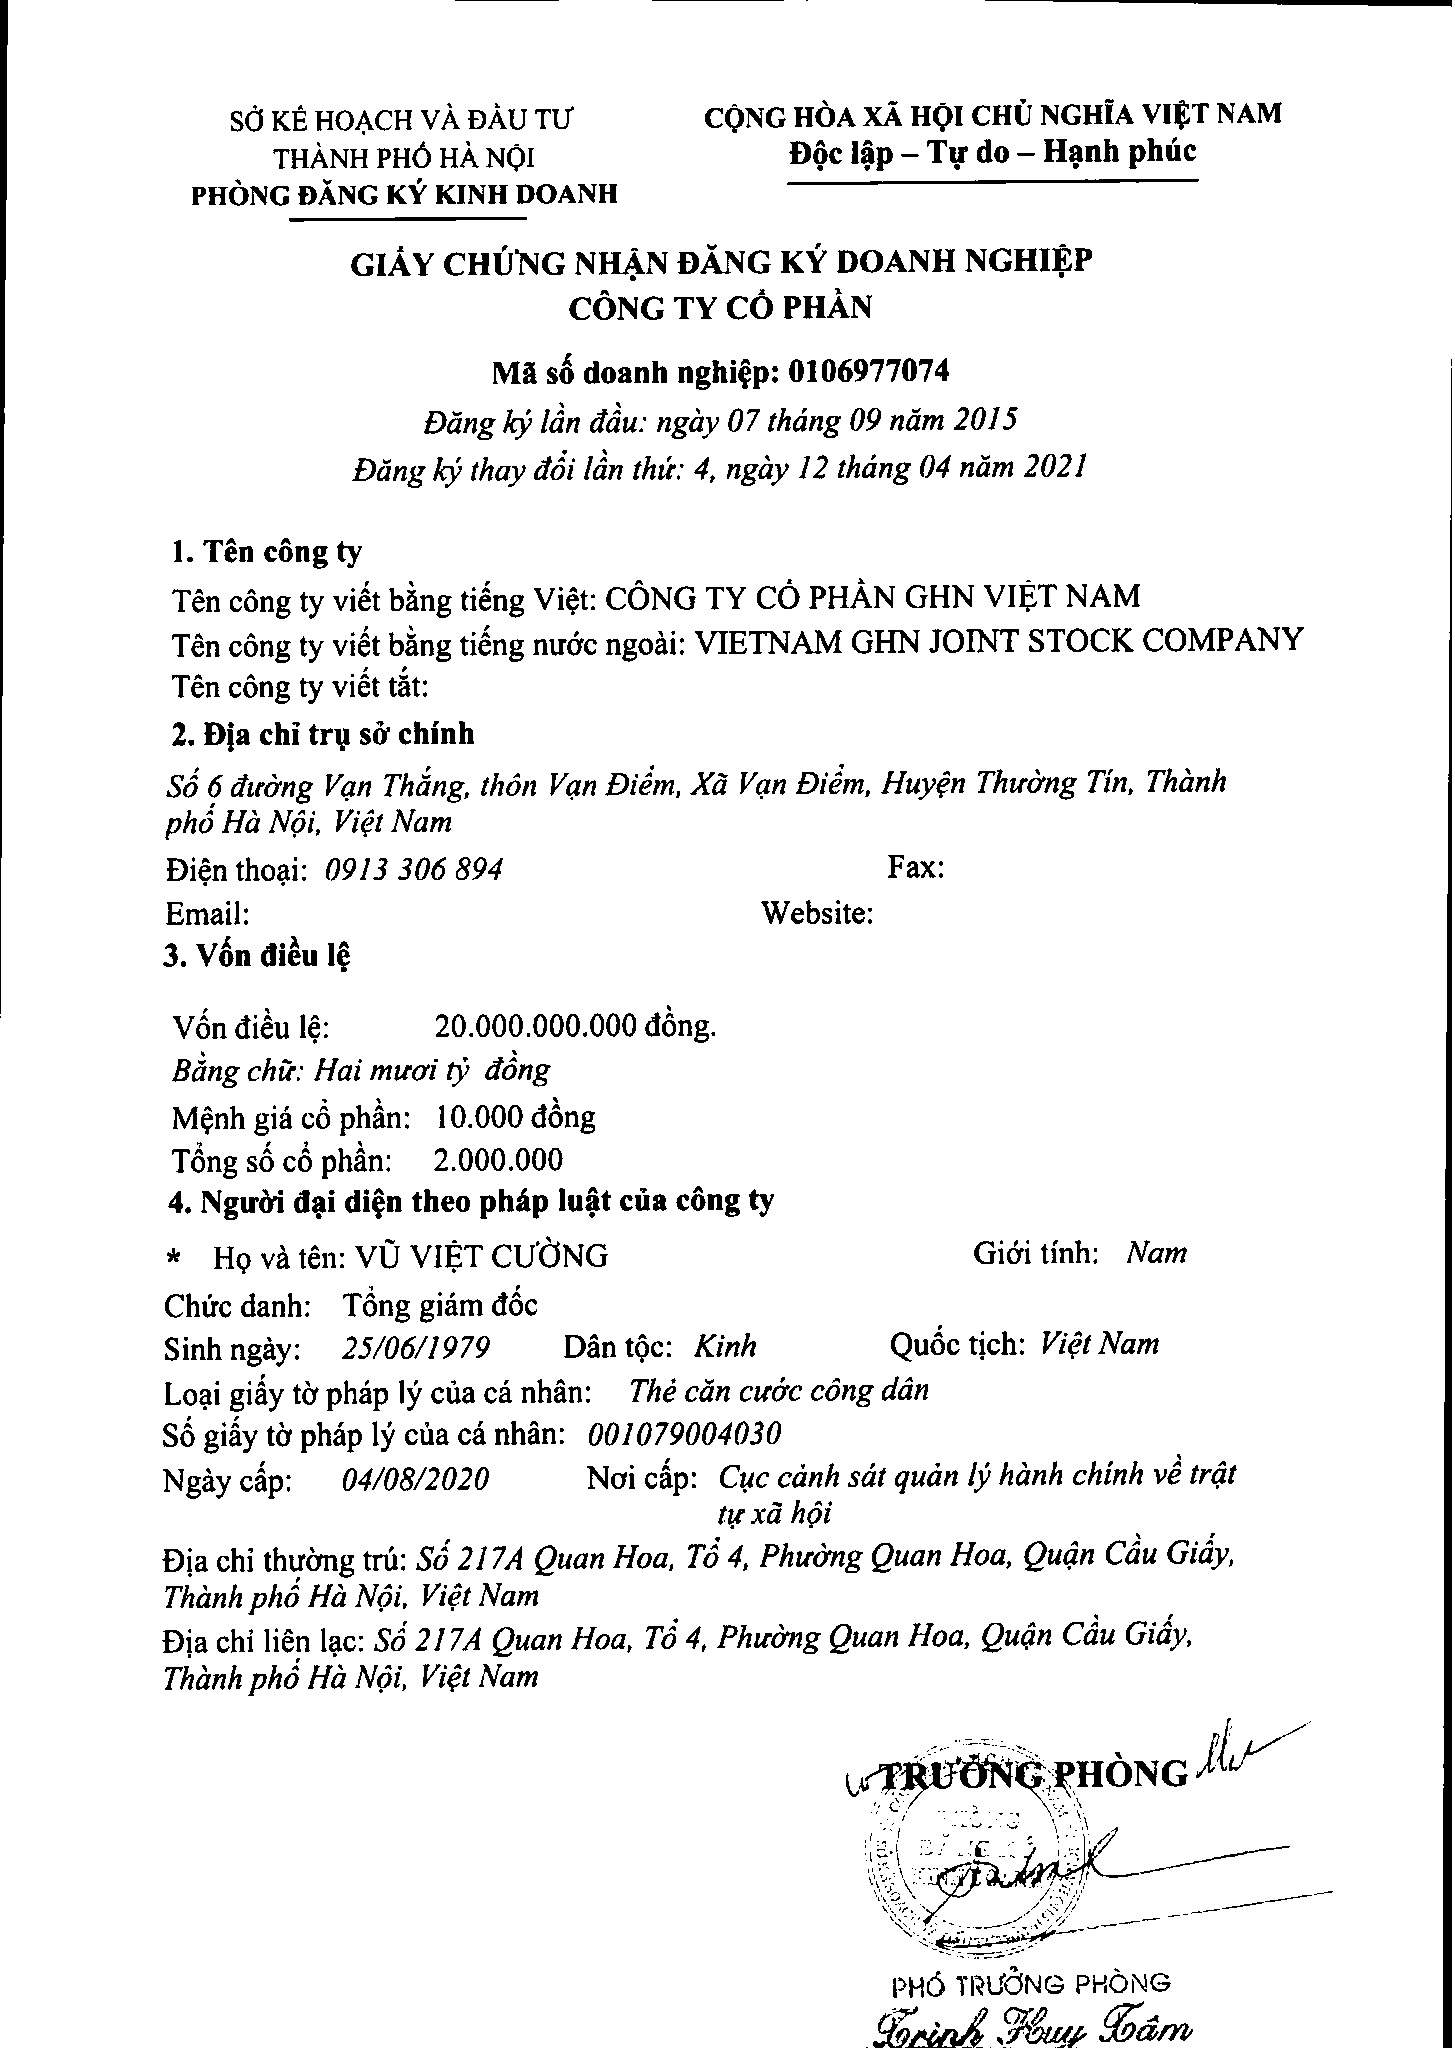 SỞ KẾ HOẠCH VÀ ĐẦU TƯ
THÀNH PHỐ HÀ NỘI
PHÒNG ĐĂNG KÝ KINH DOANH
CỘNG HÒA XÃ HỘI CHỦ NGHĨA VIỆT NAM
Độc lập – Tự do – Hạnh phúc
GIẤY CHỨNG NHẬN ĐĂNG KÝ DOANH NGHIỆP
CÔNG TY CỔ PHẦN
Mã số doanh nghiệp: 0106977074
Đăng ký lần đầu: ngày 07 tháng 09 năm 2015
Đăng ký thay đổi lần thứ: 4, ngày 12 tháng 04 năm 2021
1. Tên công ty
Tên công ty viết bằng tiếng Việt: CÔNG TY CỔ PHẦN GHN VIỆT NAM
Tên công ty viết bằng tiếng nước ngoài: VIETNAM GHN JOINT STOCK COMPANY
Tên công ty viết tắt:
2. Địa chỉ trụ sở chính
Số 6 đường Vạn Thắng, thôn Vạn Điểm, Xã Vạn Điểm, Huyện Thường Tín, Thành
phố Hà Nội, Việt Nam
Điện thoại: 0913 306 894 Fax:
Email: Website:
3. Vốn điều lệ
Vốn điều lệ: 20.000.000.000 đồng.
Bằng chữ: Hai mươi tỷ đồng
Mệnh giá cổ phần: 10.000 đồng
Tổng số cổ phần: 2.000.000
4. Người đại diện theo pháp luật của công ty
* Họ và tên: VŨ VIỆT CƯỜNG Giới tính: Nam
Chức danh: Tổng giám đốc
Sinh ngày: 25/06/1979 Dân tộc: Kinh Quốc tịch: Việt Nam
Loại giấy tờ pháp lý của cá nhân: Thẻ căn cước công dân
Số giấy tờ pháp lý của cá nhân: 001079004030
Ngày cấp: 04/08/2020 Nơi cấp: Cục cảnh sát quản lý hành chính về trật
tự xã hội
Địa chỉ thường trú: Số 217A Quan Hoa, Tổ 4, Phường Quan Hoa, Quận Cầu Giấy,
Thành phố Hà Nội, Việt Nam
Địa chỉ liên lạc: Số 217A Quan Hoa, Tổ 4, Phường Quan Hoa, Quận Cầu Giấy,
Thành phố Hà Nội, Việt Nam
TRƯỞNG PHÒNG
PHÒNG
ĐĂNG KÝ
KINH DOANH
PHÓ TRƯỞNG PHÒNG
Trịnh Huy Tâm